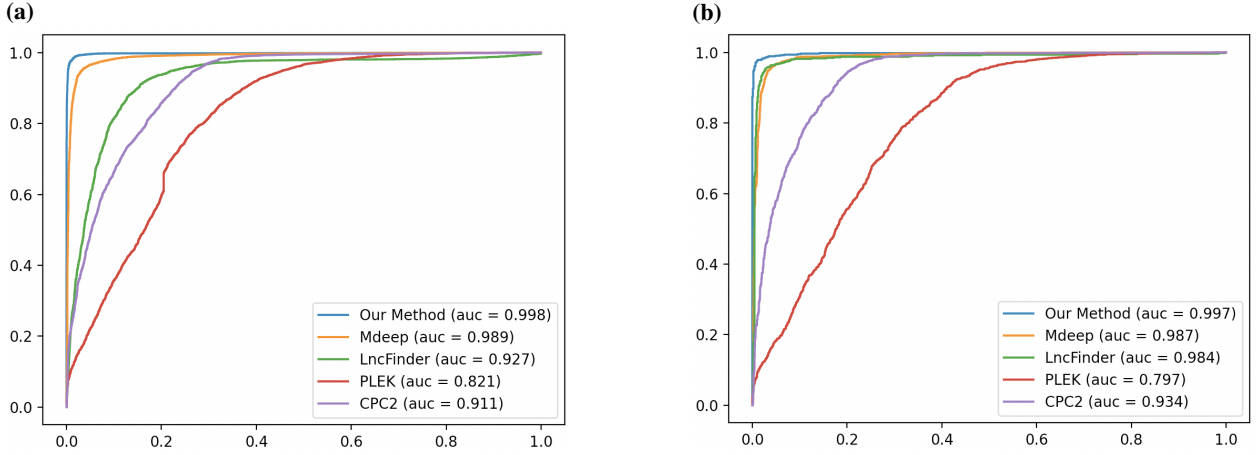 (a)
1.0
0.8
0.6
0.4
0.2
0.0
0.0 0.2 0.4 0.6 0.8 1.0
Our Method (auc = 0.998)
Mdeep (auc = 0.989)
LncFinder (auc = 0.927)
PLEK (auc = 0.821)
CPC2 (auc = 0.911)
(b)
1.0
0.8
0.6
0.4
0.2
0.0
0.0 0.2 0.4 0.6 0.8 1.0
Our Method (auc = 0.997)
Mdeep (auc = 0.987)
LncFinder (auc = 0.984)
PLEK (auc = 0.797)
CPC2 (auc = 0.934)